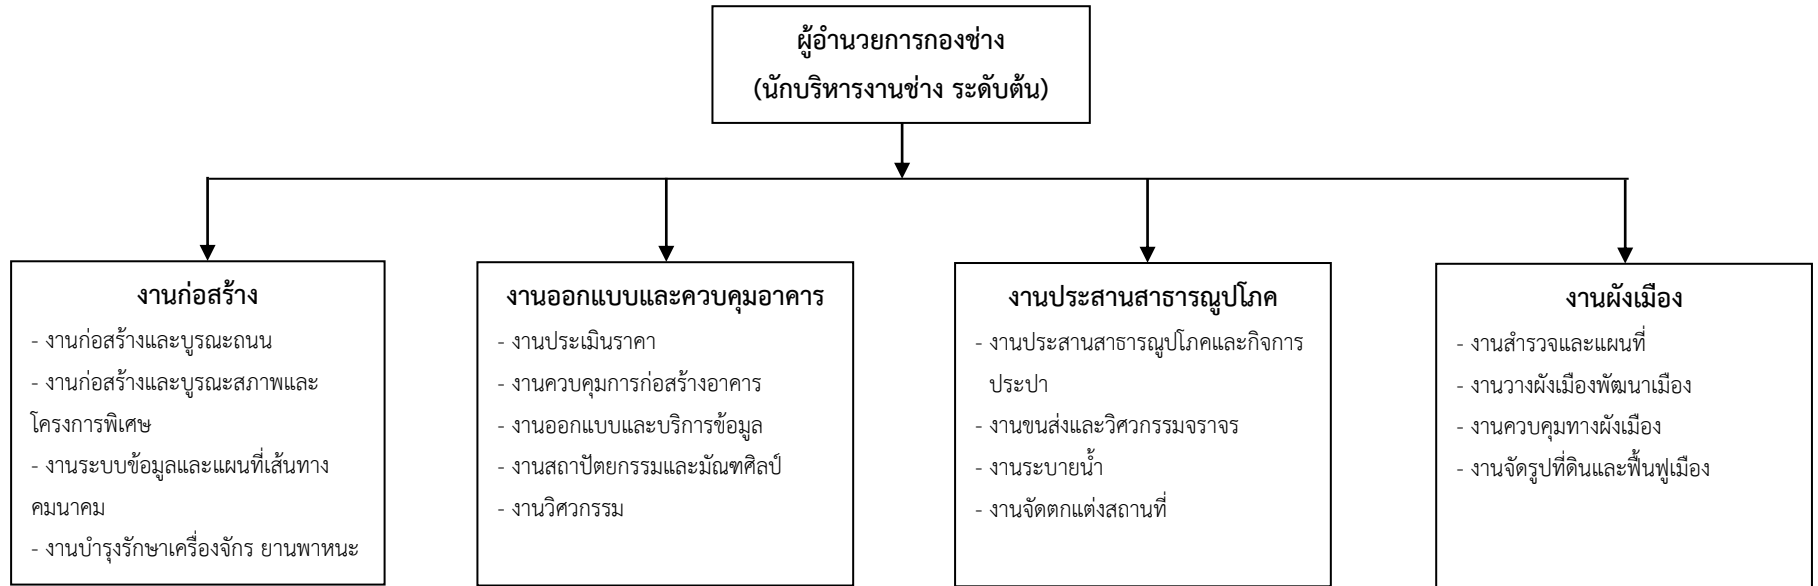 ผู้อำนวยการกองช่าง
(นักบริหารงานช่าง ระดับต้น)
งานก่อสร้าง
- งานก่อสร้างและบูรณะถนน
- งานก่อสร้างและบูรณะสภาพและ
โครงการพิเศษ
- งานระบบข้อมูลและแผนที่เส้นทาง
คมนาคม
- งานบำรุงรักษาเครื่องจักร ยานพาหนะ
งานออกแบบและควบคุมอาคาร
- งานประเมินราคา
- งานควบคุมการก่อสร้างอาคาร
- งานออกแบบและบริการข้อมูล
- งานสถาปัตยกรรมและมัณฑศิลป์
- งานวิศวกรรม
งานประสานสาธารณูปโภค
- งานประสานสาธารณูปโภคและกิจการ
ประปา
- งานขนส่งและวิศวกรรมจราจร
- งานระบายน้ำ
- งานจัดตกแต่งสถานที่
งานผังเมือง
- งานสำรวจและแผนที่
- งานวางผังเมืองพัฒนาเมือง
- งานควบคุมทางผังเมือง
- งานจัดรูปที่ดินและฟื้นฟูเมือง